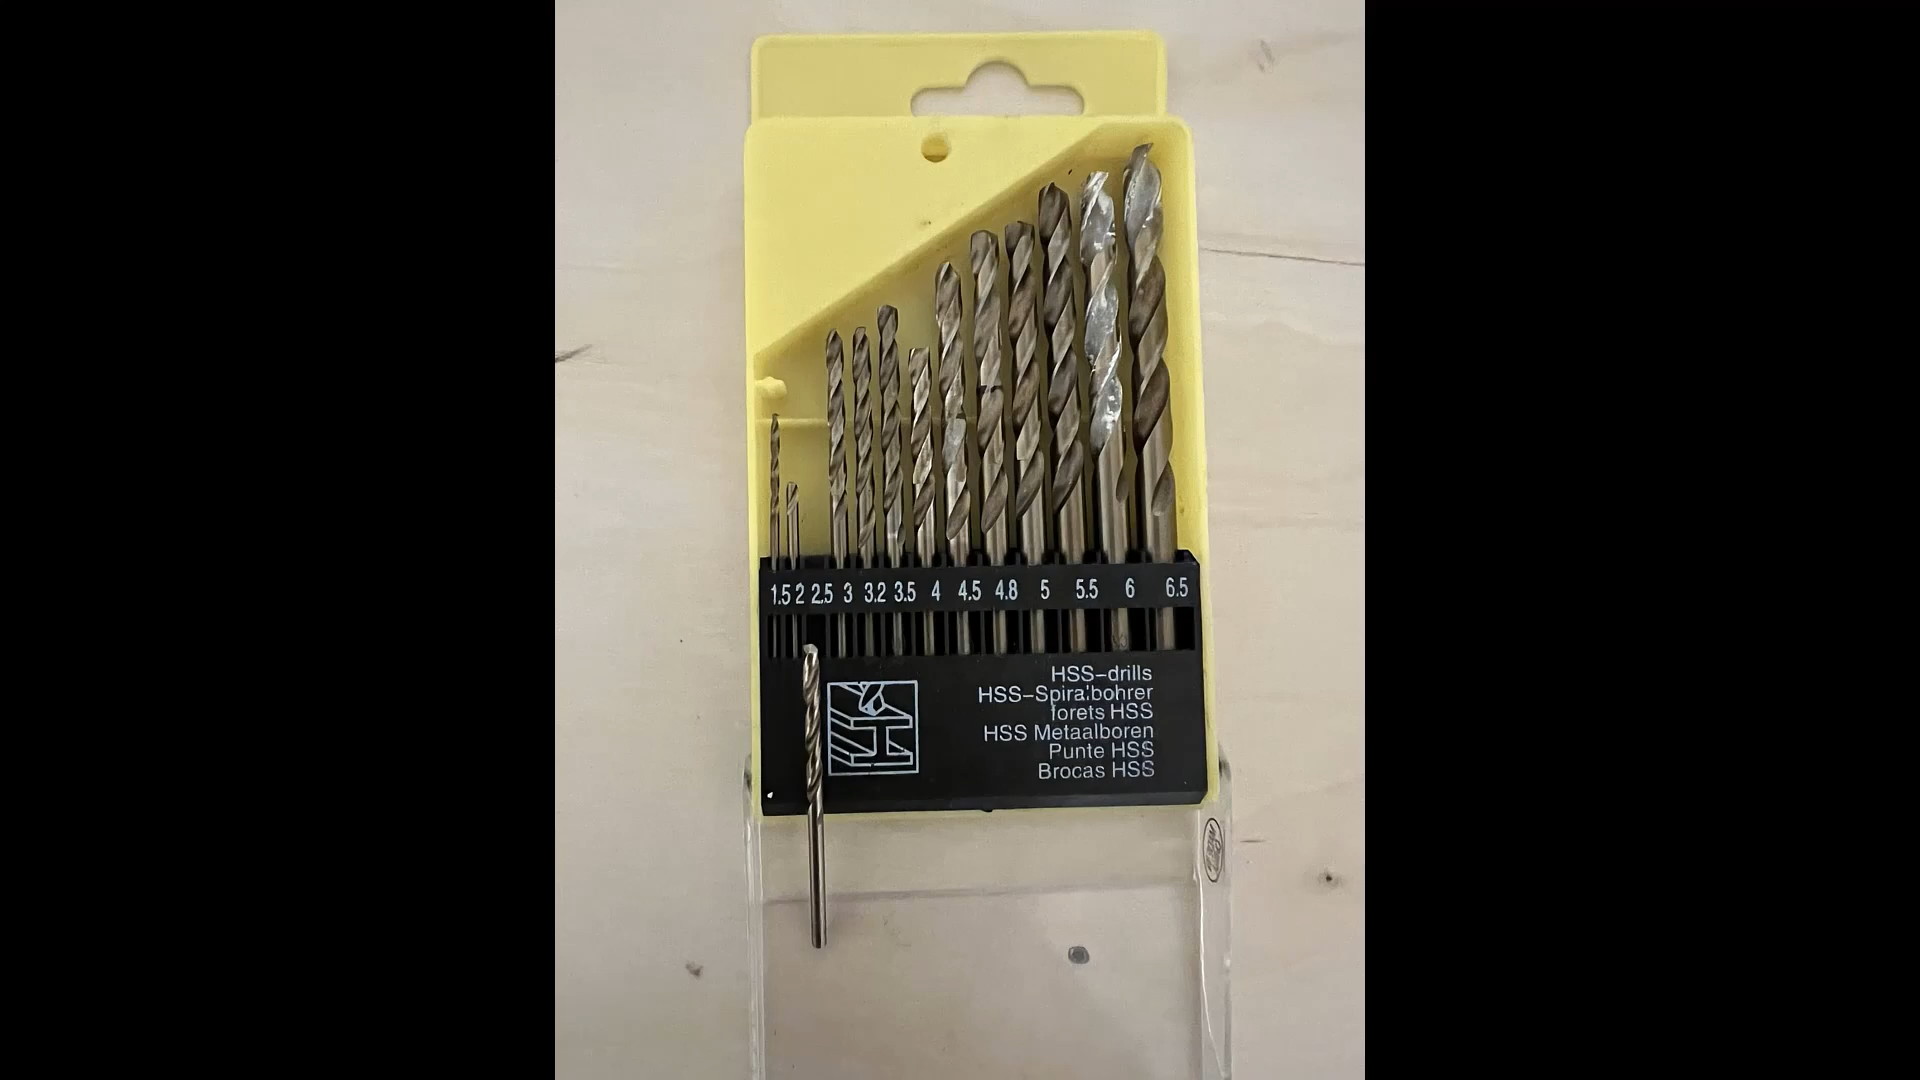 1.5 2 2.5 3 3.2 3.5 4 4.5 4.8 5 5.5 6 6.5
HSS-drills
HSS-Spiralbohrer
forets HSS
HSS Metaalboren
Punte HSS
Brocas HSS